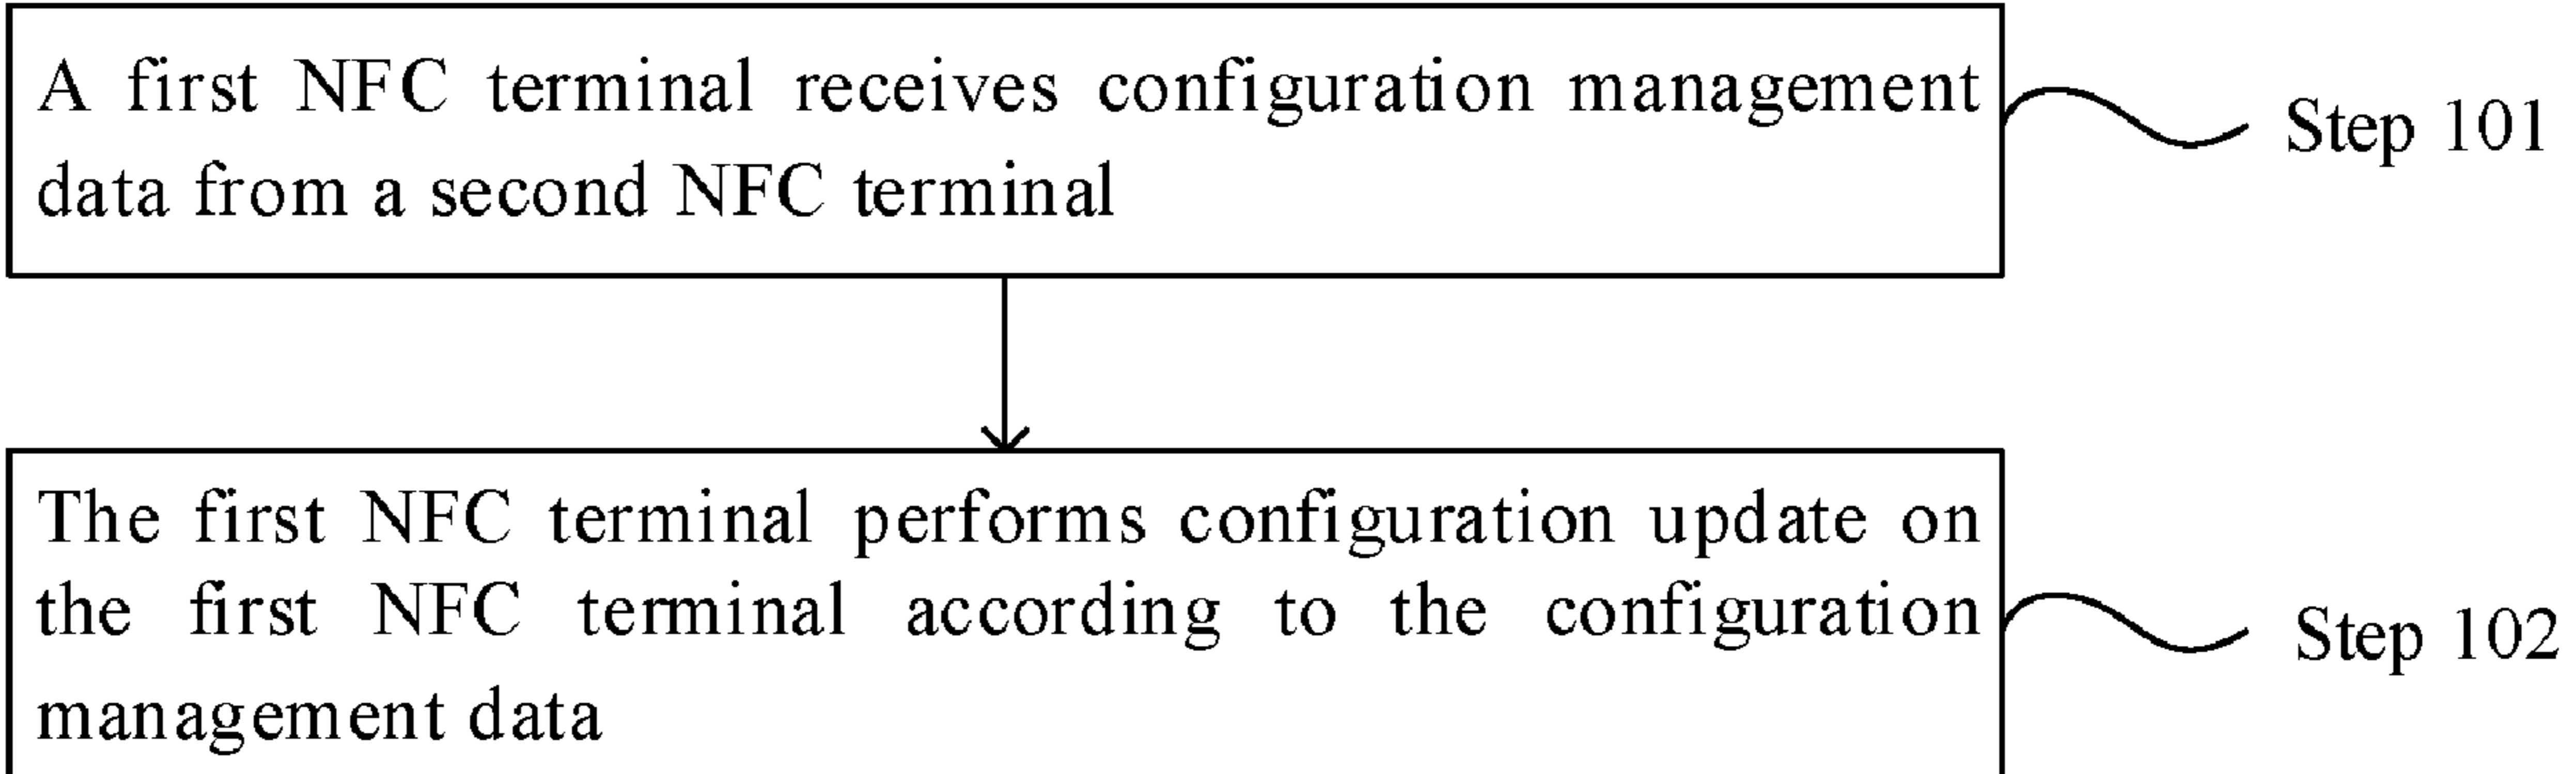 A first NFC terminal receives configuration management
data from a second NFC terminal
Step 101
The first NFC terminal performs configuration update on
the first NFC terminal according to the configuration
management data
Step 102